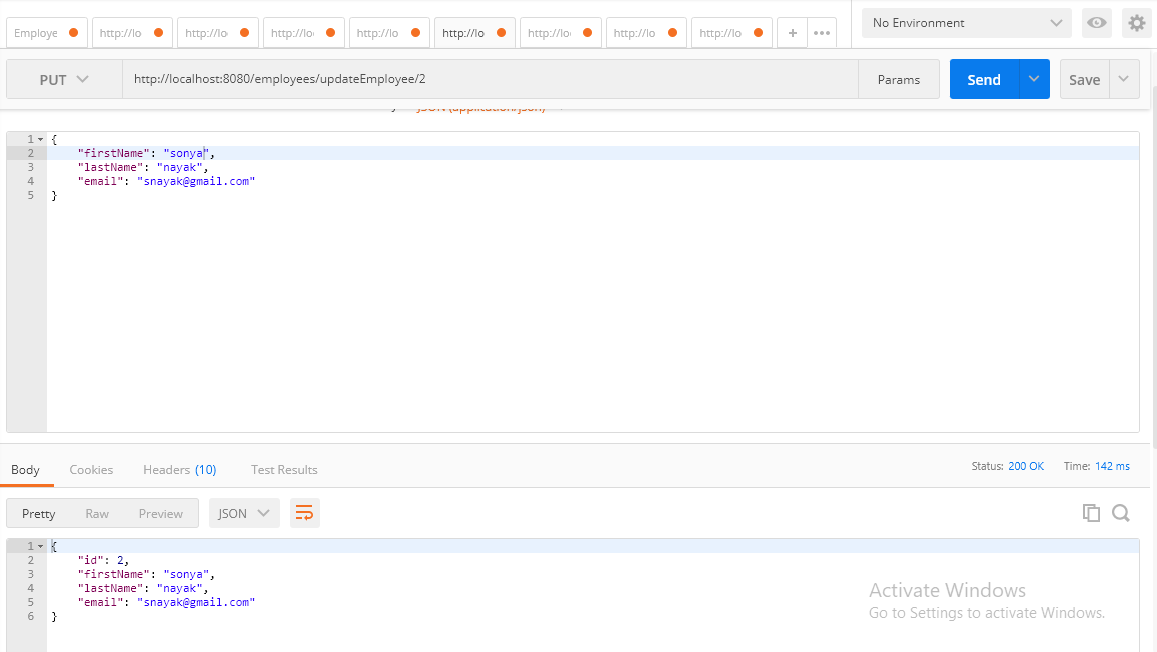 Employe http://lo http://lo http://lo http://lo http://lo http://lo http://lo http://lo + ••• No Environment
PUT http://localhost:8080/employees/updateEmployee/2 Params Send Save
JSON (application/json)
1 {
2 "firstName": "sonya",
3 "lastName": "nayak",
4 "email": "snayak@gmail.com"
5 }
Body Cookies Headers (10) Test Results Status: 200 OK Time: 142 ms
Pretty Raw Preview JSON
1 {
2 "id": 2,
3 "firstName": "sonya",
4 "lastName": "nayak",
5 "email": "snayak@gmail.com"
6 }
Activate Windows
Go to Settings to activate Windows.